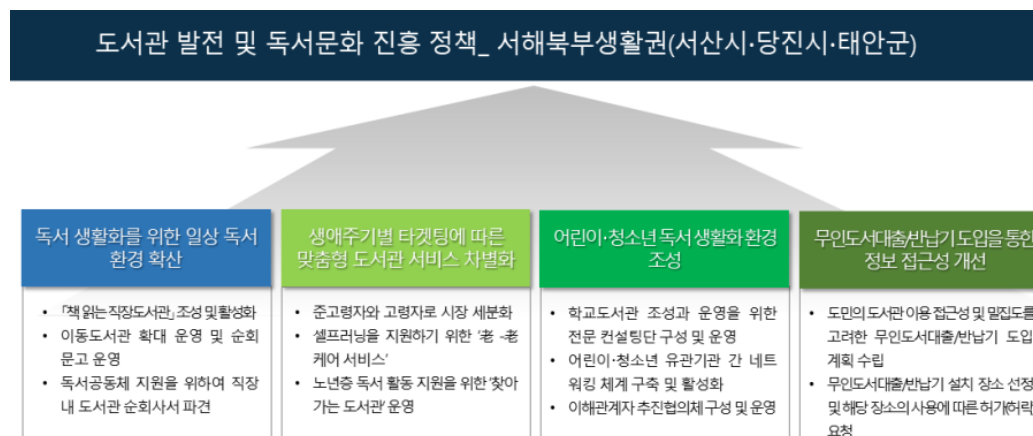 도서관 발전 및 독서문화 진흥 정책_ 서해북부생활권(서산시·당진시·태안군)
독서 생활화를 위한 일상 독서
환경 확산
• 「책 읽는 직장도서관」 조성 및 활성화
• 이동도서관 확대 운영 및 순회
문고 운영
• 독서공동체 지원을 위하여 직장
내 도서관 순회사서 파견
생애주기별 타겟팅에 따른
맞춤형 도서관 서비스 차별화
• 준고령자와 고령자로 시장 세분화
• 셀프러닝을 지원하기 위한 '老 -老
케어 서비스'
• 노년층 독서 활동 지원을 위한 '찾아
가는 도서관' 운영
어린이·청소년 독서 생활화 환경
조성
• 학교도서관 조성과 운영을 위한
전문 컨설팅단 구성 및 운영
• 어린이·청소년 유관기관 간 네트
워킹 체계 구축 및 활성화
• 이해관계자 추진협의체 구성 및 운영
무인도서대출/반납기 도입을 통한
정보 접근성 개선
• 도민의 도서관 이용 접근성 및 밀집도를
고려한 무인도서대출/반납기 도입
계획 수립
• 무인도서대출/반납기 설치 장소 선정
및 해당 장소의 사용에 따른 허가/허락
요청